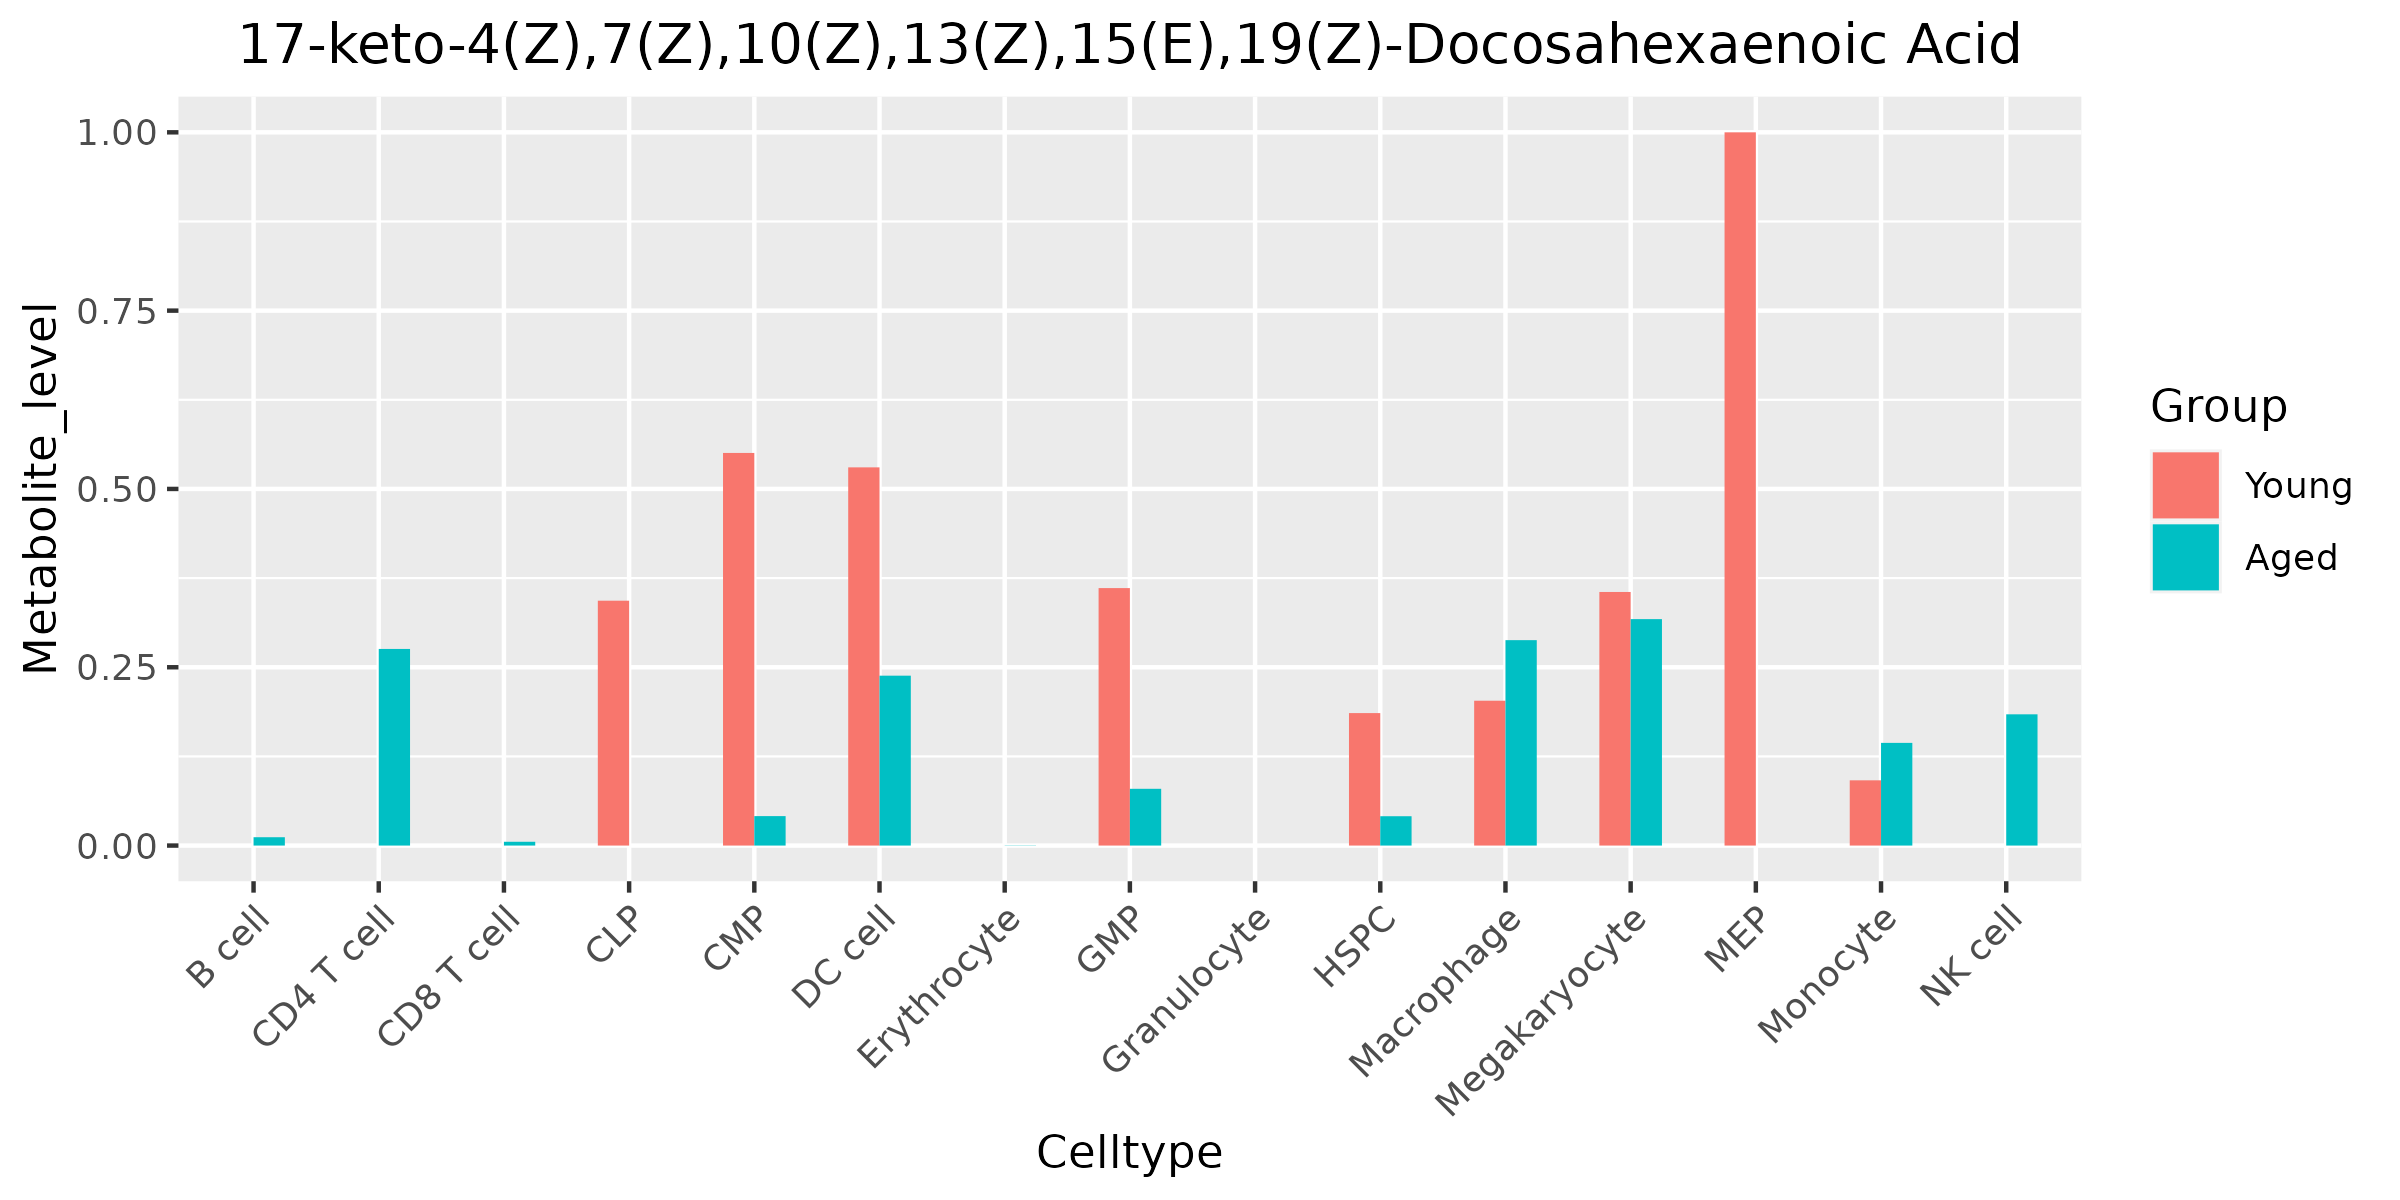 17-keto-4(Z),7(Z),10(Z),13(Z),15(E),19(Z)-Docosahexaenoic Acid
Metabolite_level
1.00
0.75
0.50
0.25
0.00
B cell
CD4 T cell
CD8 T cell
CLP
CMP
DC cell
Erythrocyte
GMP
Granulocyte
HSPC
Macrophage
Megakaryocyte
MEP
Monocyte
NK cell
Celltype
Group
Young
Aged